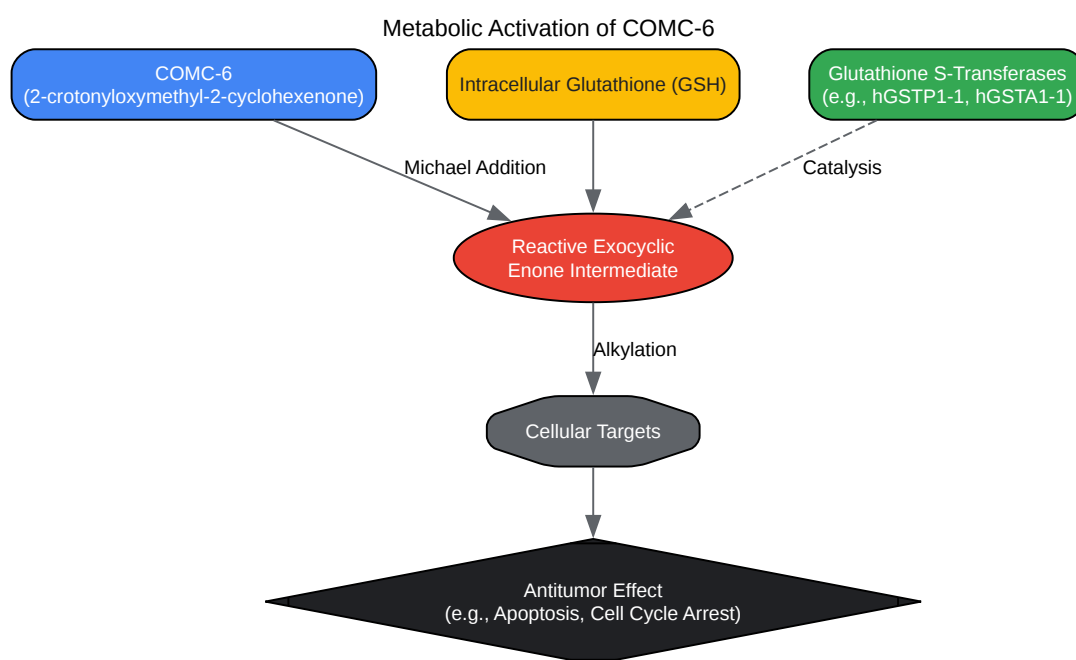 Metabolic Activation of COMC-6
COMC-6
(2-crotonyloxymethyl-2-cyclohexenone)
Intracellular Glutathione (GSH)
Glutathione S-Transferases
(e.g., hGSTP1-1, hGSTA1-1)
Michael Addition
Catalysis
Reactive Exocyclic
Enone Intermediate
Alkylation
Cellular Targets
Antitumor Effect
(e.g., Apoptosis, Cell Cycle Arrest)